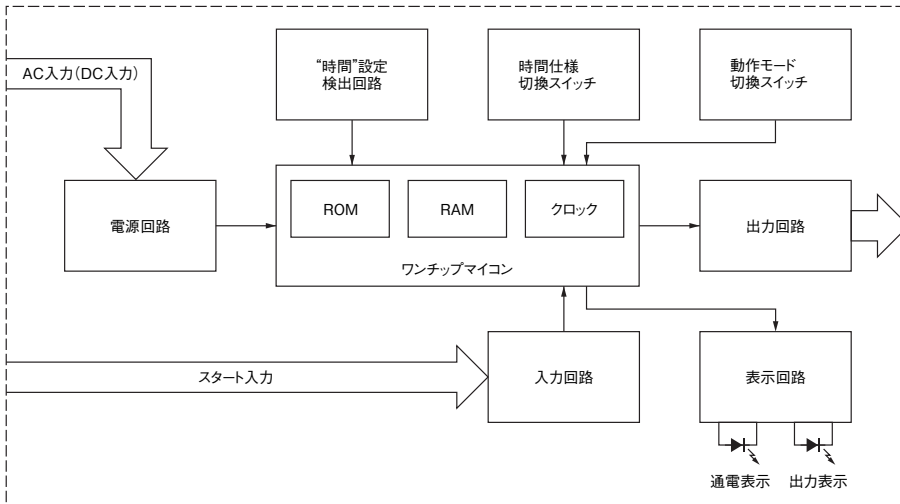 AC入力(DC入力)
“時間”設定
検出回路
時間仕様
切換スイッチ
動作モード
切換スイッチ
電源回路
ROM
RAM
クロック
ワンチップマイコン
出力回路
スタート入力
入力回路
表示回路
通電表示
出力表示